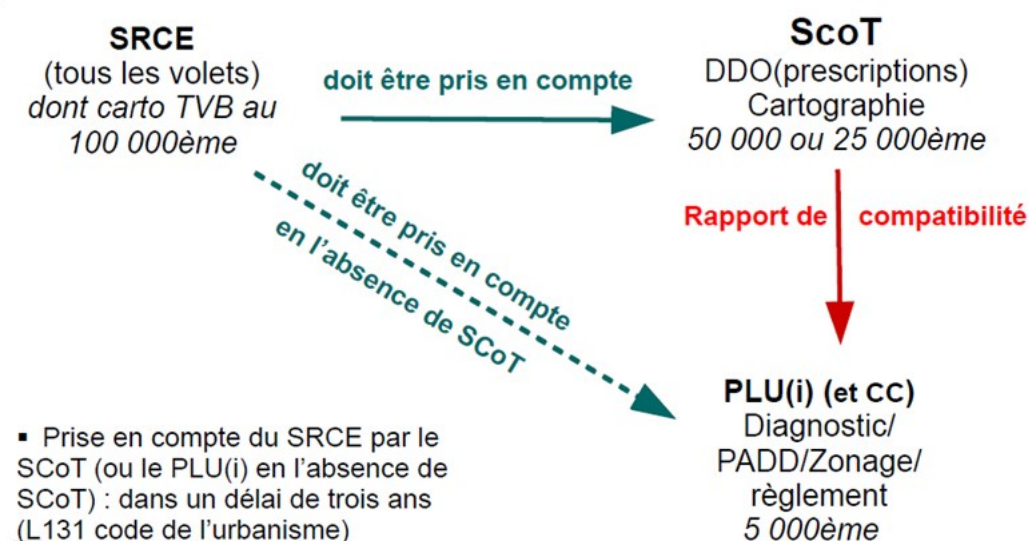 SRCE
(tous les volets)
dont carto TVB au
100 000ème
doit être pris en compte
ScoT
DDO(prescriptions)
Cartographie
50 000 ou 25 000ème
doit être pris en compte
en l'absence de SCoT
Rapport de compatibilité
PLU(i) (et CC)
Diagnostic/
PADD/Zonage/
règlement
5 000ème
▪ Prise en compte du SRCE par le
SCoT (ou le PLU(i) en l'absence de
SCoT) : dans un délai de trois ans
(L131 code de l'urbanisme)